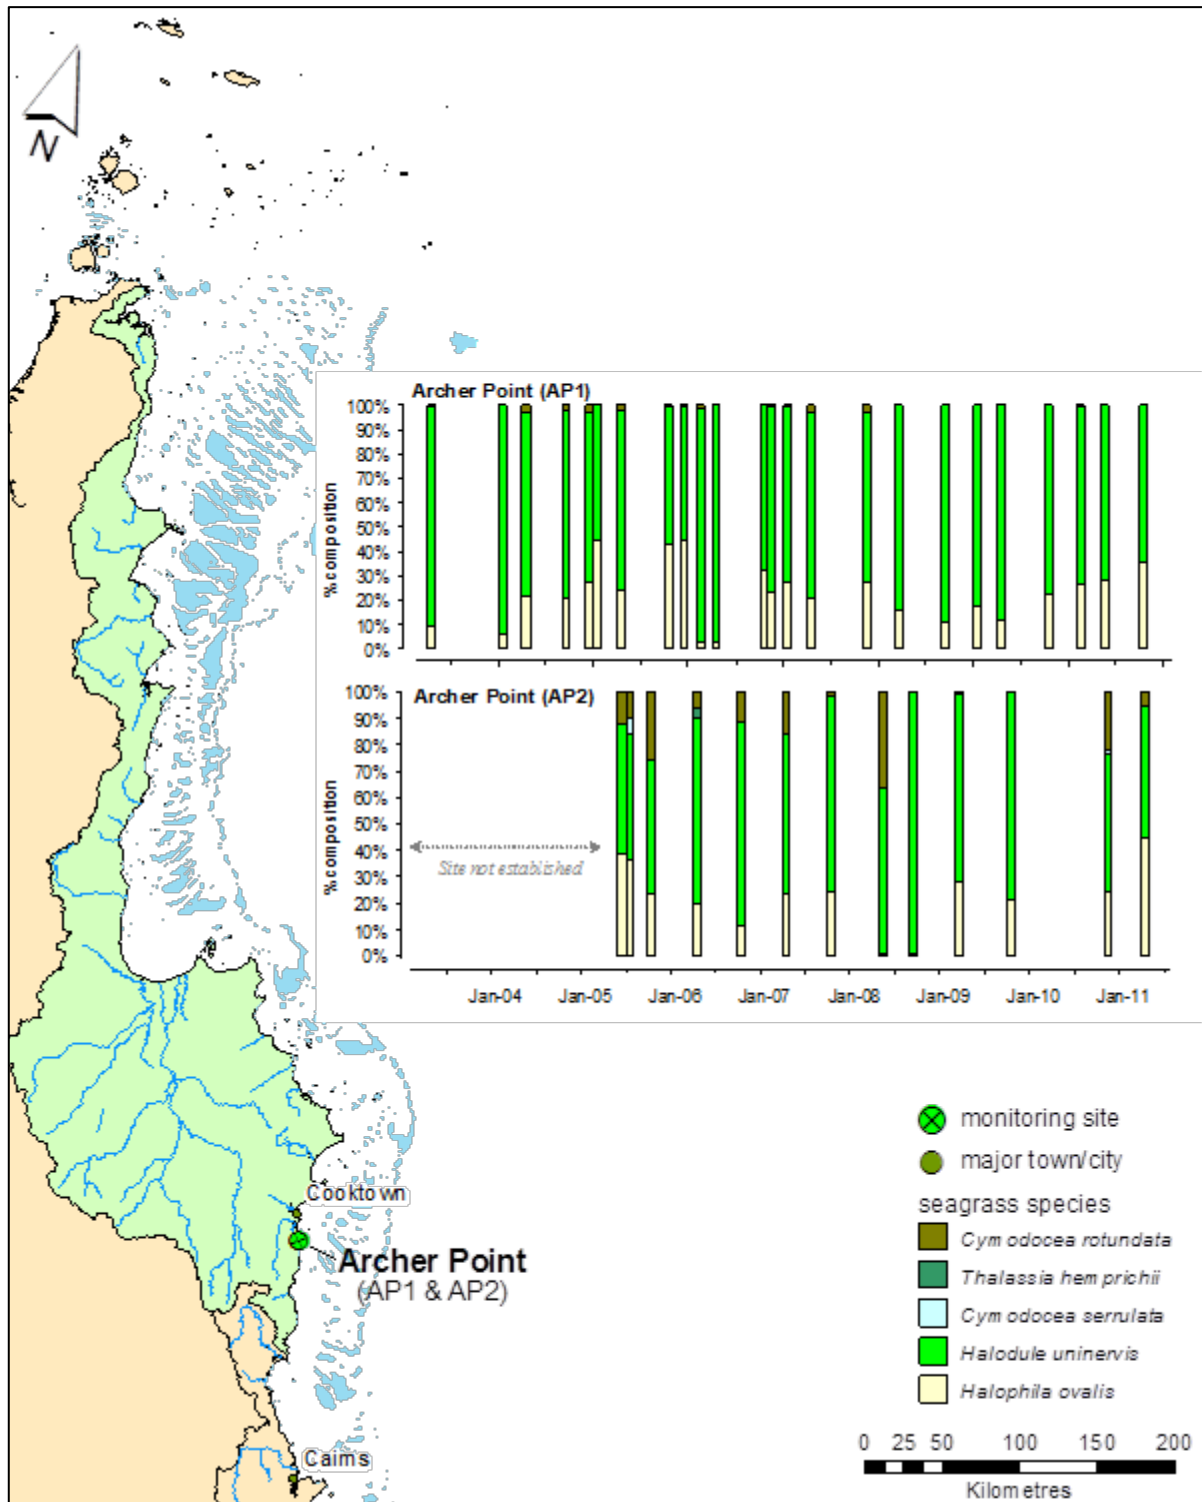 N
Archer Point (AP1)
100%
90%
80%
70%
60%
50%
40%
30%
20%
10%
0%
% composition
Archer Point (AP2)
100%
90%
80%
70%
60%
50%
40%
30%
20%
10%
0%
% composition
Site not established
Jan-04 Jan-05 Jan-06 Jan-07 Jan-08 Jan-09 Jan-10 Jan-11
monitoring site
major town/city
seagrass species
Cymodocea rotundata
Thalassia hemprichii
Cymodocea serrulata
Halodule uninervis
Halophila ovalis
Cooktown
Archer Point
(AP1 & AP2)
Cairns
0 25 50 100 150 200
Kilometres